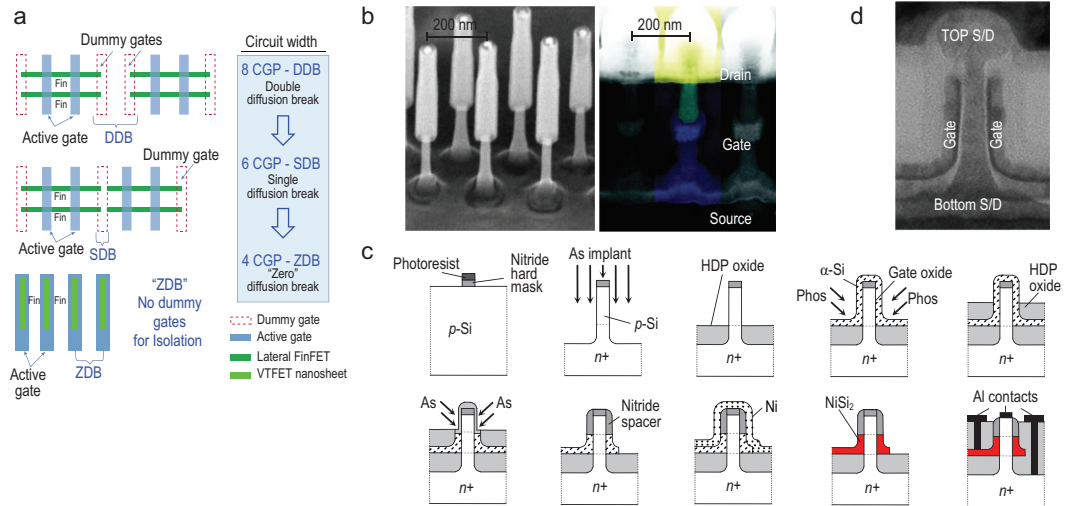 a
Dummy gates
Fin
Fin
Active gate
DDB
Dummy gate
Fin
Fin
Active gate
SDB
Fin
Fin
Active
gate
ZDB
"ZDB"
No dummy
gates
for Isolation
Circuit width
8 CGP - DDB
Double
diffusion break
6 CGP - SDB
Single
diffusion break
4 CGP - ZDB
"Zero"
diffusion break
Dummy gate
Active gate
Lateral FinFET
VTFET nanosheet
b
200 nm
200 nm
Drain
Gate
Source
d
TOP S/D
Gate
Gate
Bottom S/D
c
Photoresist
Nitride
hard
mask
p-Si
As implant
p-Si
n+
HDP oxide
n+
α-Si
Gate oxide
Phos
Phos
n+
HDP
oxide
n+
As
As
n+
Nitride
spacer
n+
Ni
n+
NiSi₂
n+
Al contacts
n+